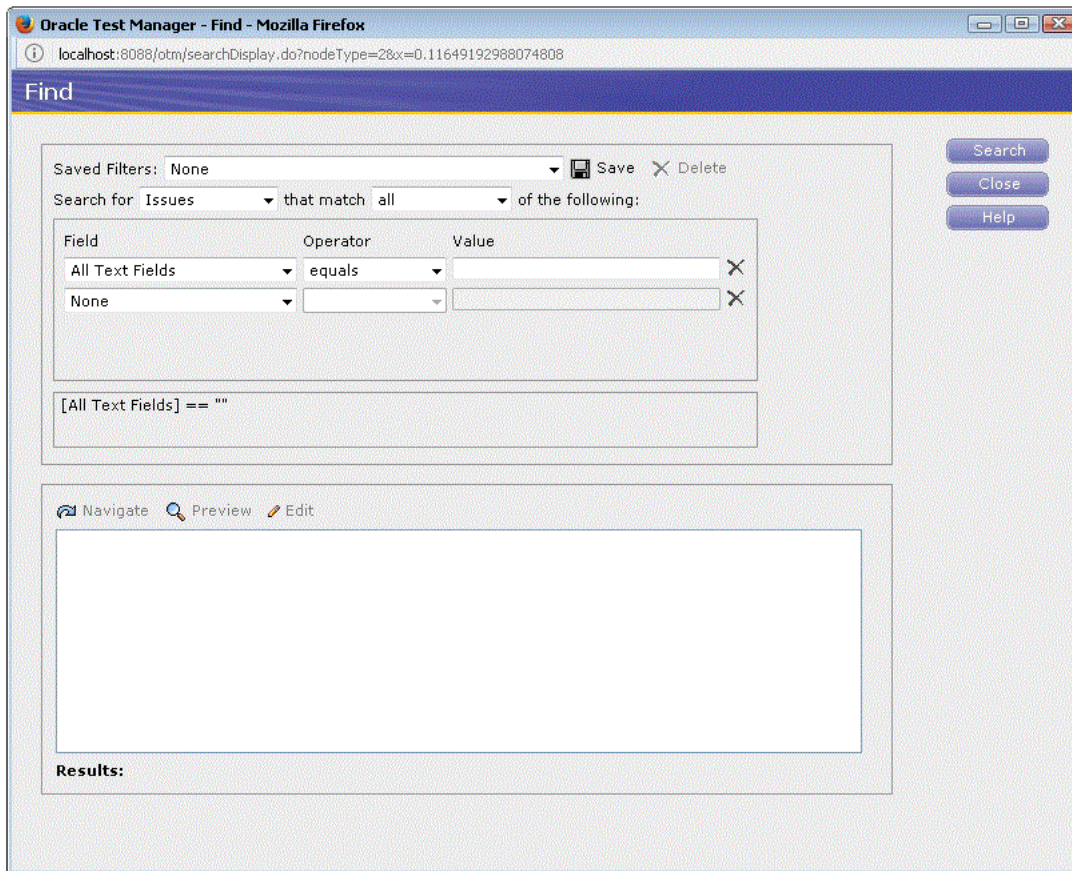 Oracle Test Manager - Find - Mozilla Firefox
localhost:8088/otm/searchDisplay.do?nodeType=2&x=0.11649192988074808
Find
Search
Saved Filters: None Save Delete
Close
Search for Issues that match all of the following:
Help
Field Operator Value
All Text Fields equals
None
[All Text Fields] == ""
Navigate Preview Edit
Results: